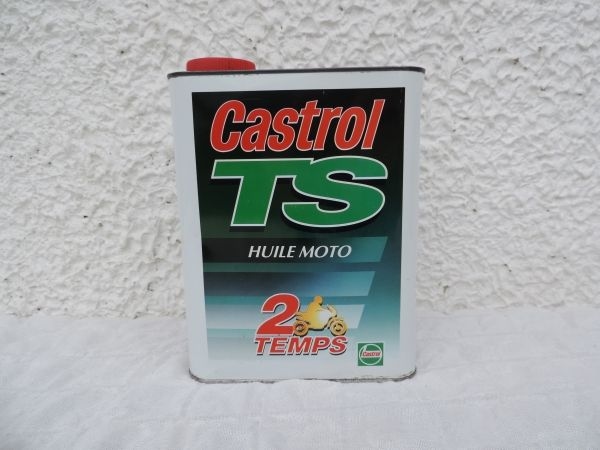 Castrol
TS
HUILE MOTO
2
TEMPS
Castrol